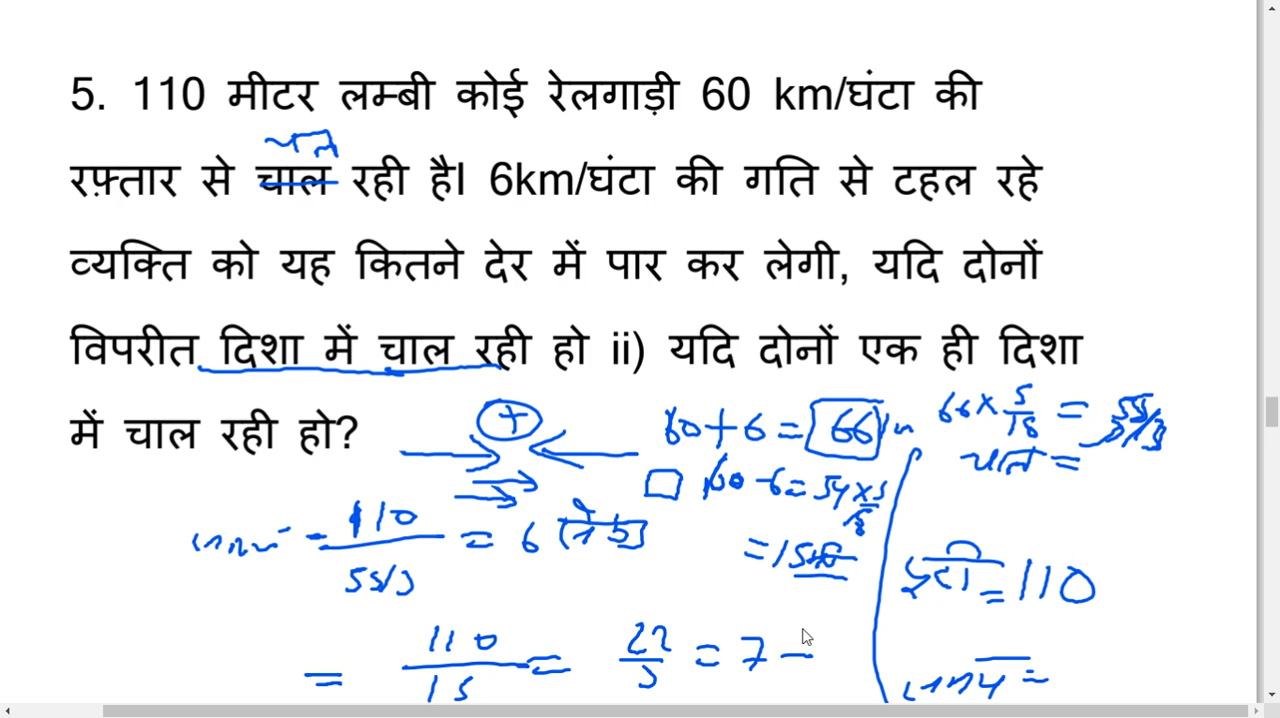 5. 110 मीटर लम्बी कोई रेलगाड़ी 60 km/घंटा की
चाल
रफ़्तार से चाल रही है। 6km/घंटा की गति से टहल रहे
व्यक्ति को यह कितने देर में पार कर लेगी, यदि दोनों
विपरीत दिशा में चाल रही हो ii) यदि दोनों एक ही दिशा
में चाल रही हो?
+ 60+6 = 66 66 × 5/18 = 55/3
60-6 = 54 × 5/18
चाल =
समय = 110 / 55/3 = 6
= 15
दूरी = 110
= 110/15 = 22/3 = 7
समय =